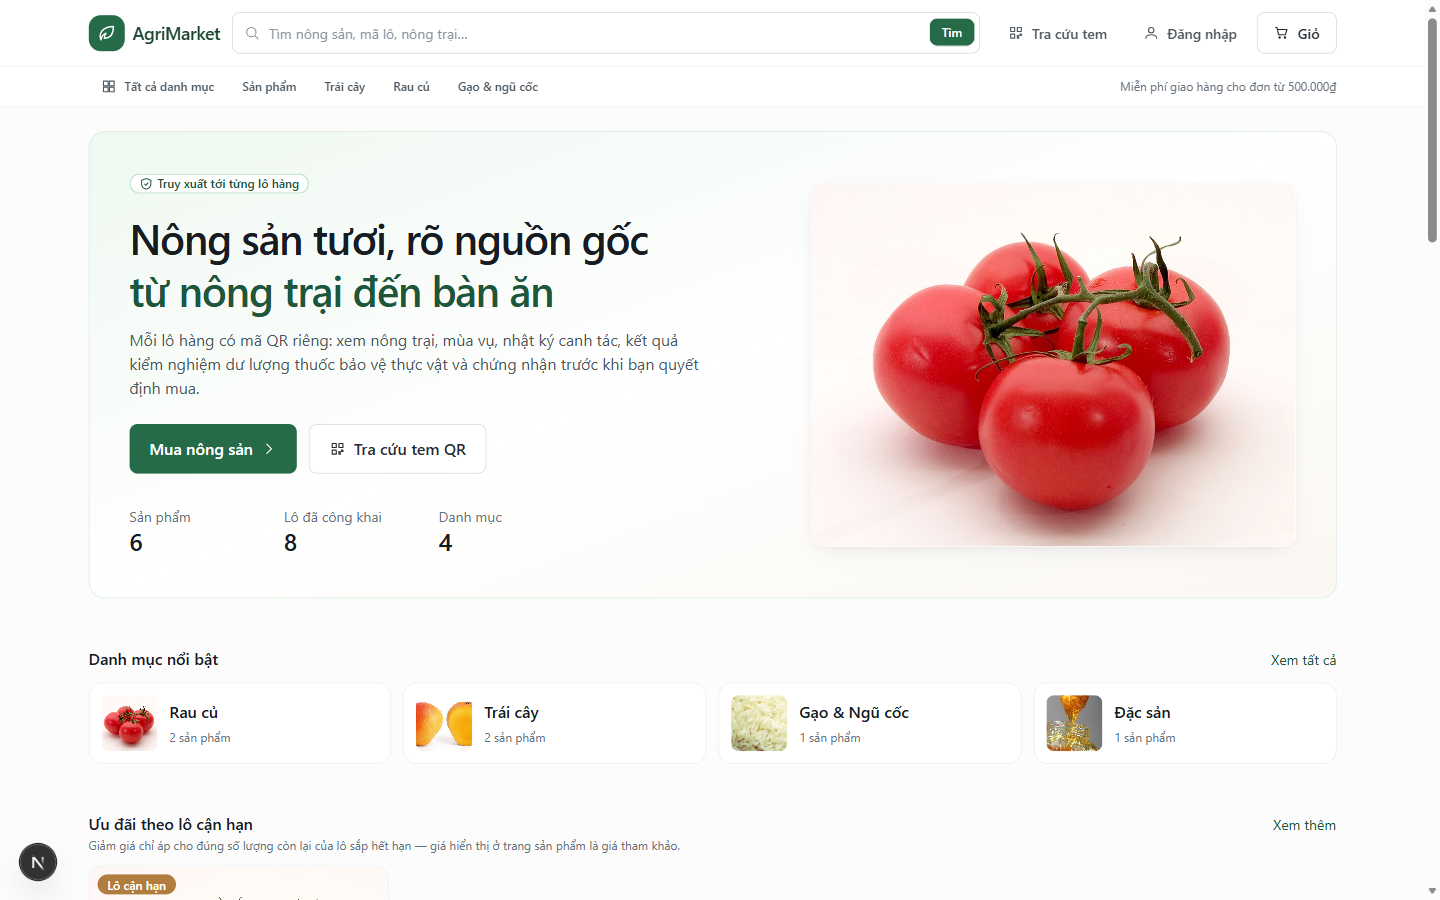 AgriMarket
Tìm nông sản, mã lô, nông trại...
Tìm
Tra cứu tem
Đăng nhập
Giỏ
Tất cả danh mục
Sản phẩm
Trái cây
Rau củ
Gạo & ngũ cốc
Miễn phí giao hàng cho đơn từ 500.000₫
Truy xuất tới từng lô hàng
Nông sản tươi, rõ nguồn gốc
từ nông trại đến bàn ăn
Mỗi lô hàng có mã QR riêng: xem nông trại, mùa vụ, nhật ký canh tác, kết quả
kiểm nghiệm dư lượng thuốc bảo vệ thực vật và chứng nhận trước khi bạn quyết
định mua.
Mua nông sản
Tra cứu tem QR
Sản phẩm
6
Lô đã công khai
8
Danh mục
4
Danh mục nổi bật
Xem tất cả
Rau củ
2 sản phẩm
Trái cây
2 sản phẩm
Gạo & Ngũ cốc
1 sản phẩm
Đặc sản
1 sản phẩm
Ưu đãi theo lô cận hạn
Xem thêm
Giảm giá chỉ áp cho đúng số lượng còn lại của lô sắp hết hạn — giá hiển thị ở trang sản phẩm là giá tham khảo.
Lô cận hạn
N